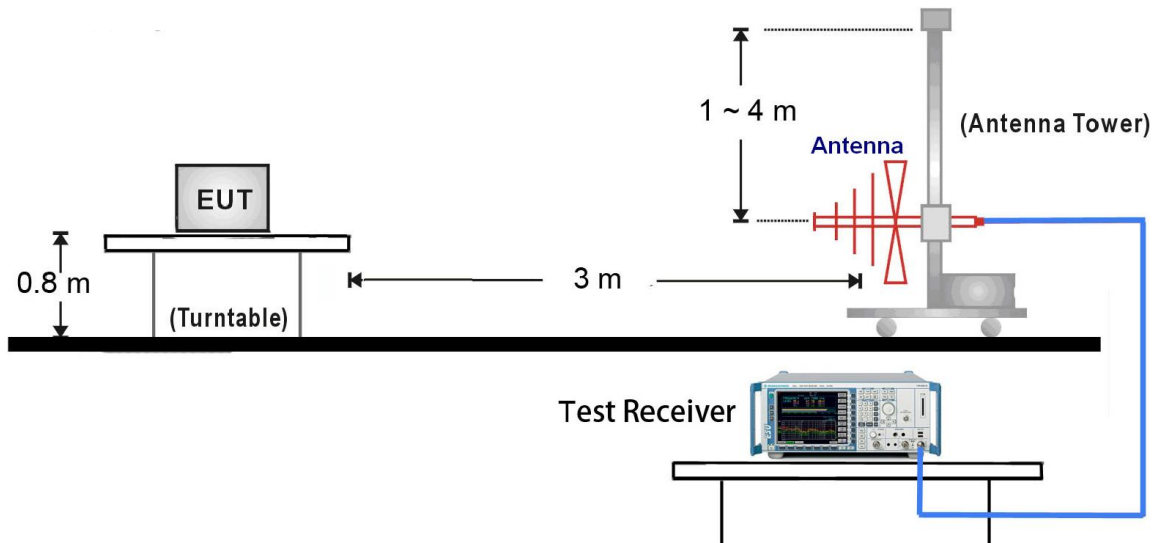 1 ~ 4 m
(Antenna Tower)
Antenna
EUT
0.8 m
3 m
(Turntable)
Test Receiver